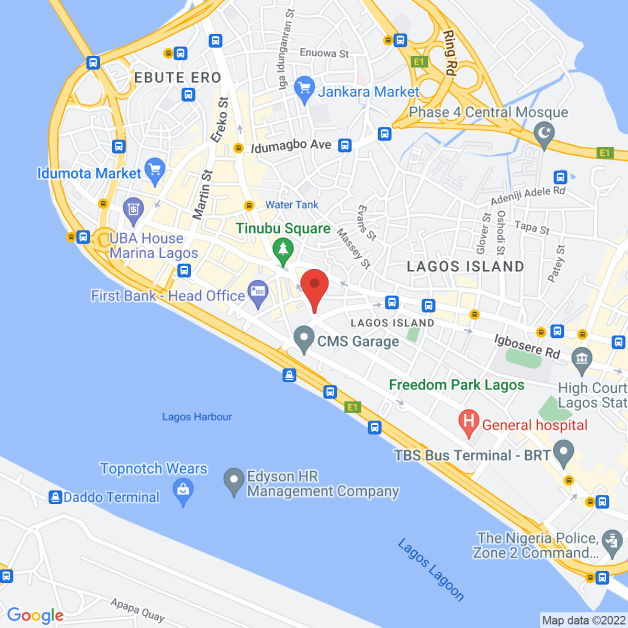 Ring Rd
Iga Idunganran St
Enuowa St
E1
EBUTE ERO
Jankara Market
Ereko St
Phase 4 Central Mosque
Idumagbo Ave
E1
Idumota Market
Martin St
Water Tank
Evans St
Adeniji Adele Rd
Glover St
Oshodi St
Tapa St
Patey St
UBA House
Marina Lagos
Tinubu Square
Massey St
LAGOS ISLAND
First Bank - Head Office
LAGOS ISLAND
Igbosere Rd
CMS Garage
High Court
Lagos Stat
Freedom Park Lagos
E1
Lagos Harbour
General hospital
TBS Bus Terminal - BRT
Topnotch Wears
Edyson HR
Management Company
Daddo Terminal
The Nigeria Police,
Zone 2 Command...
Lagos Lagoon
Apapa Quay
Google
Map data ©2022